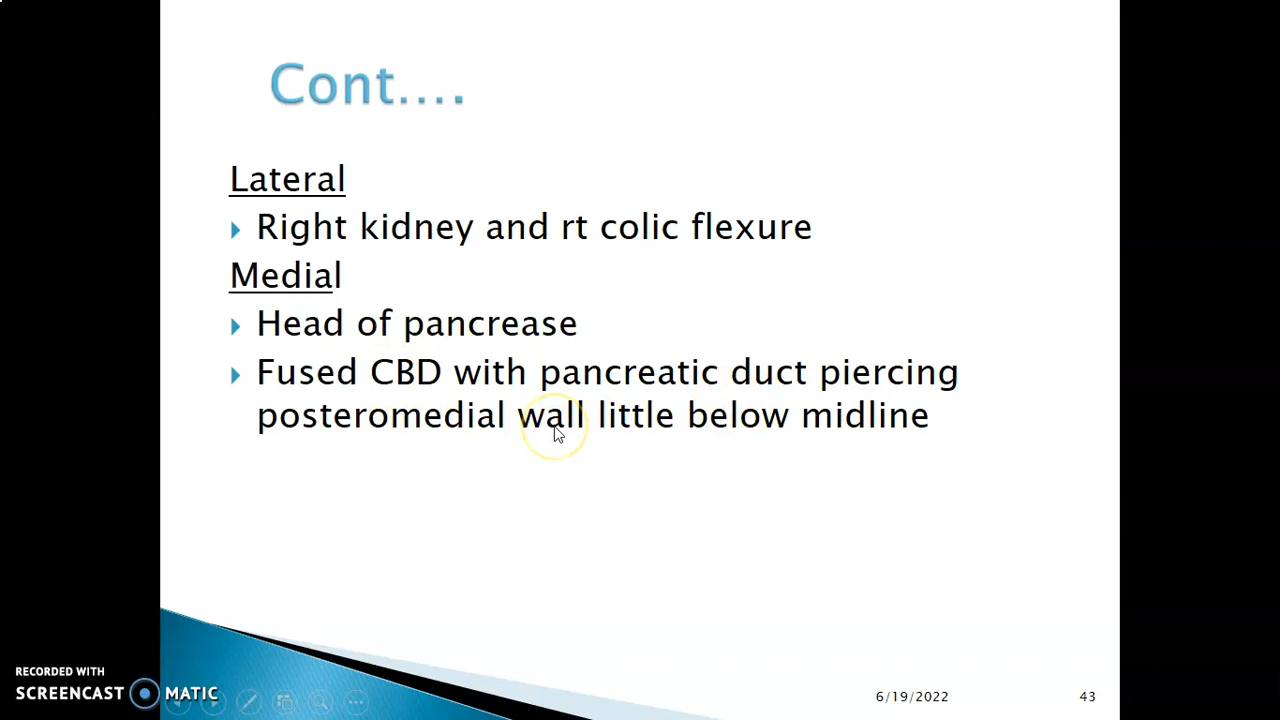 Cont....
Lateral
Right kidney and rt colic flexure
Medial
Head of pancrease
Fused CBD with pancreatic duct piercing
posteromedial wall little below midline
RECORDED WITH
SCREENCAST MATIC
6/19/2022
43